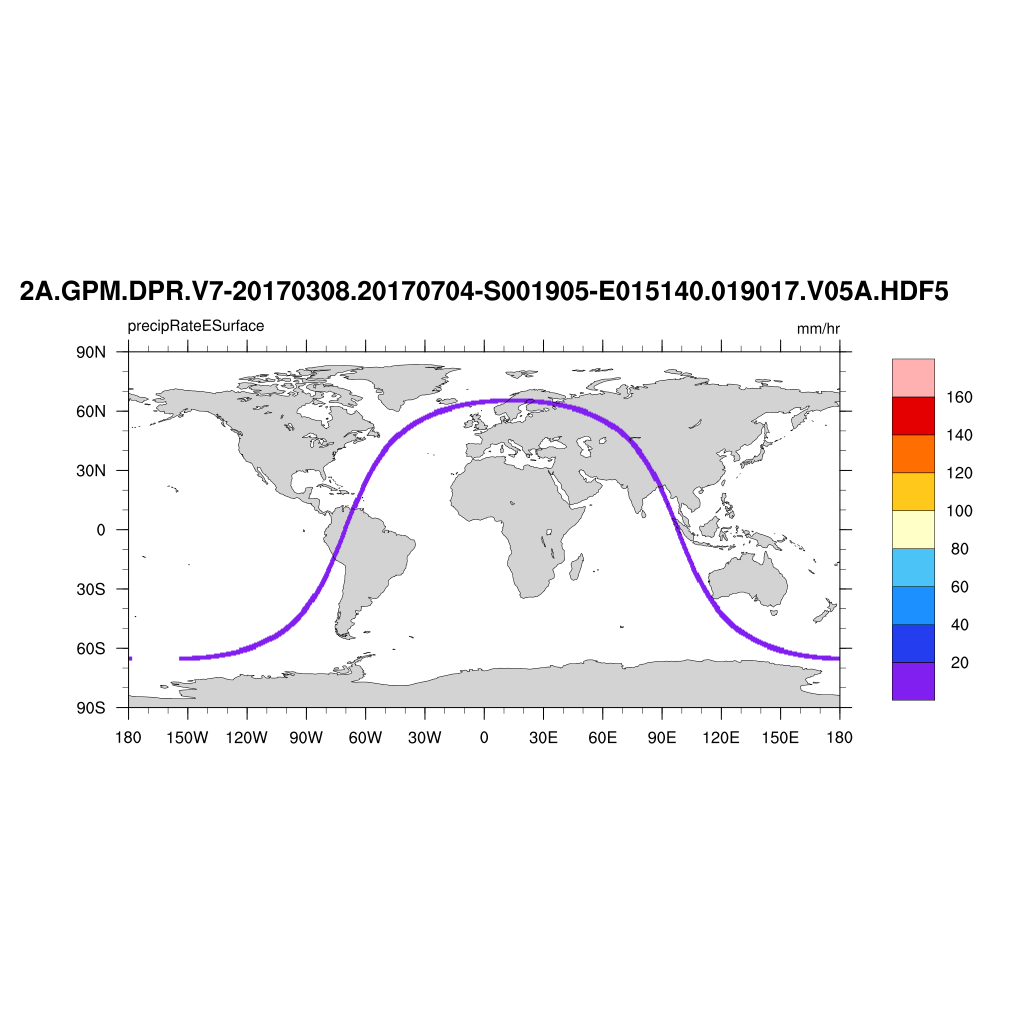 2A.GPM.DPR.V7-20170308.20170704-S001905-E015140.019017.V05A.HDF5
precipRateESurface mm/hr
90N
60N
30N
0
30S
60S
90S
180 150W 120W 90W 60W 30W 0 30E 60E 90E 120E 150E 180
160
140
120
100
80
60
40
20